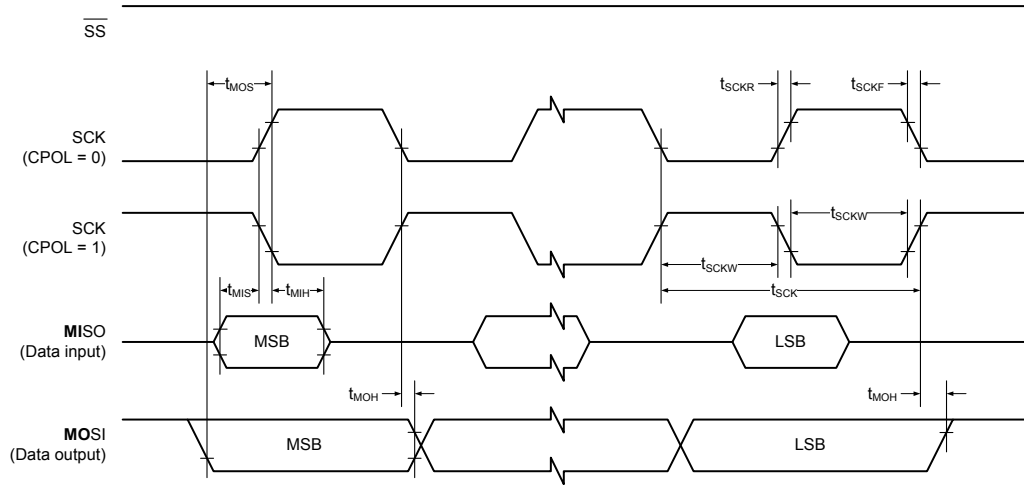 SS
tMOS
tSCKR
tSCKF
SCK
(CPOL = 0)
SCK
(CPOL = 1)
tSCKW
tSCKW
tSCK
tMIS
tMIH
MISO
(Data input)
MSB
LSB
tMOH
tMOH
MOSI
(Data output)
MSB
LSB